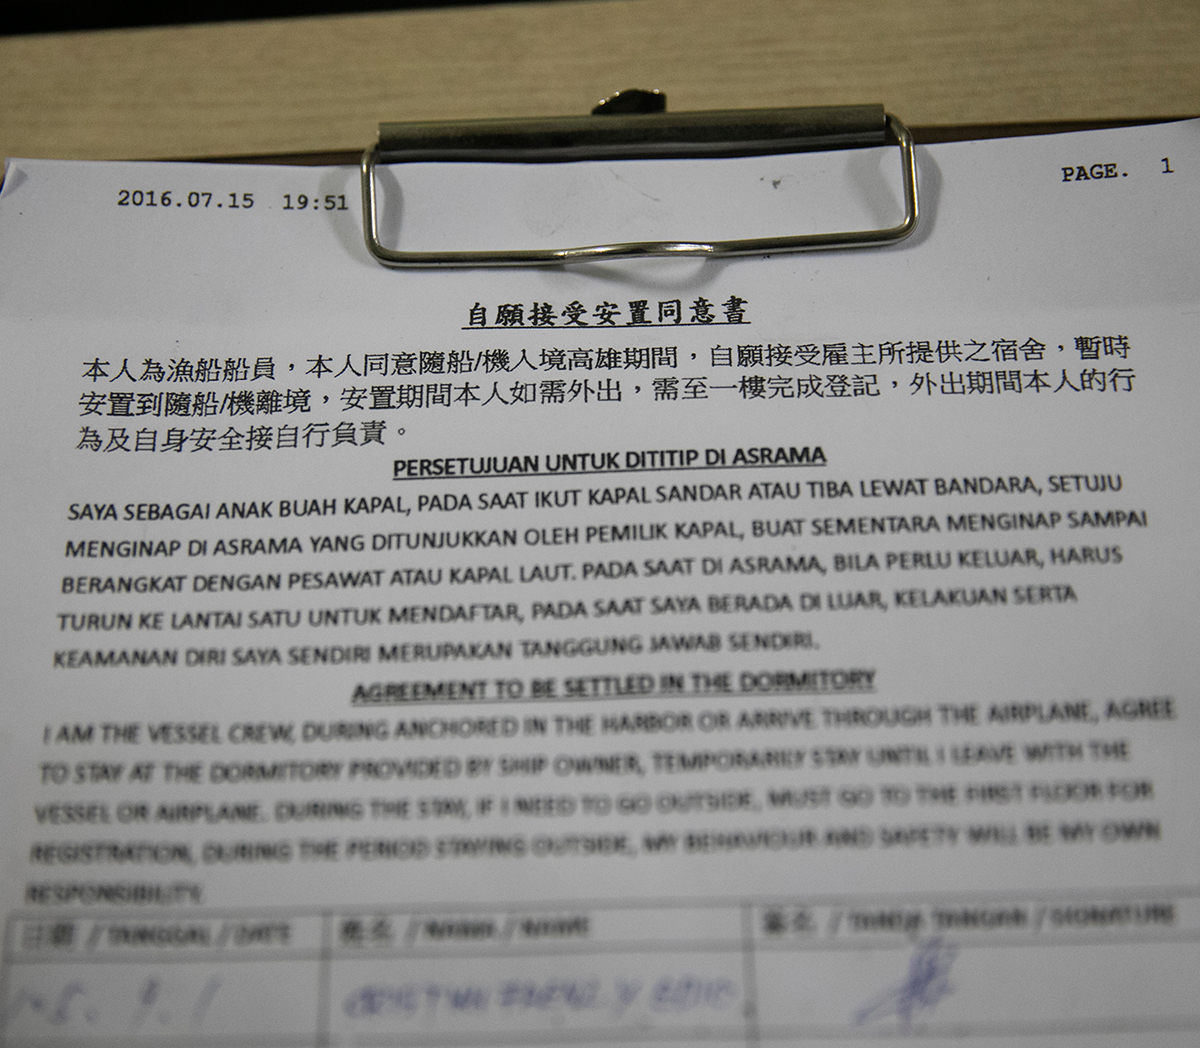 2016.07.15 19:51
PAGE. 1
自願接受安置同意書
本人為漁船船員，本人同意隨船/機入境高雄期間，自願接受雇主所提供之宿舍，暫時
安置到隨船/機離境，安置期間本人如需外出，需至一樓完成登記，外出期間本人的行
為及自身安全接自行負責。
PERSETUJUAN UNTUK DITITIP DI ASRAMA
SAYA SEBAGAI ANAK BUAH KAPAL, PADA SAAT IKUT KAPAL SANDAR ATAU TIBA LEWAT BANDARA, SETUJU
MENGINAP DI ASRAMA YANG DITUNJUKKAN OLEH PEMILIK KAPAL, BUAT SEMENTARA MENGINAP SAMPAI
BERANGKAT DENGAN PESAWAT ATAU KAPAL LAUT. PADA SAAT DI ASRAMA, BILA PERLU KELUAR, HARUS
TURUN KE LANTAI SATU UNTUK MENDAFTAR, PADA SAAT SAYA BERADA DI LUAR, KELAKUAN SERTA
KEAMANAN DIRI SAYA SENDIRI MERUPAKAN TANGGUNG JAWAB SENDIRI.
AGREEMENT TO BE SETTLED IN THE DORMITORY
I AM THE VESSEL CREW, DURING ANCHORED IN THE HARBOR OR ARRIVE THROUGH THE AIRPLANE, AGREE
TO STAY AT THE DORMITORY PROVIDED BY SHIP OWNER, TEMPORARILY STAY UNTIL I LEAVE WITH THE
VESSEL OR AIRPLANE. DURING THE STAY, IF I NEED TO GO OUTSIDE, MUST GO TO THE FIRST FLOOR FOR
REGISTRATION, DURING THE PERIOD STAYING OUTSIDE, MY BEHAVIOUR AND SAFETY WILL BE MY OWN
RESPONSIBILITY.
日期 / TANGGAL / DATE
姓名 / NAMA / NAME
簽名 / TANDA TANGAN / SIGNATURE